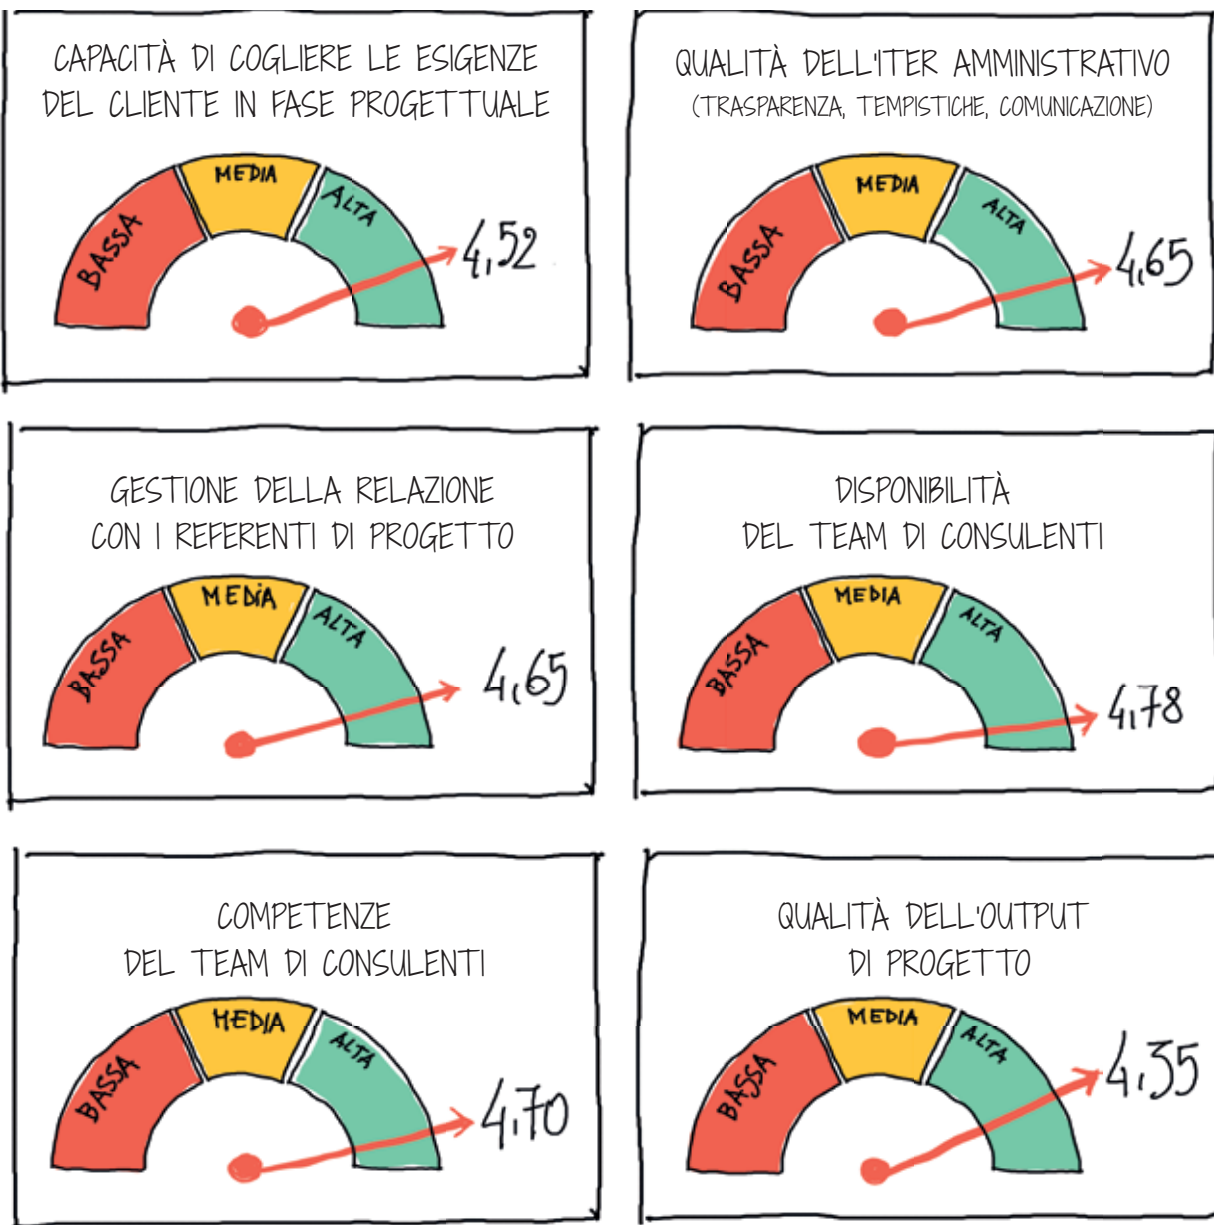 CAPACITÀ DI COGLIERE LE ESIGENZE
DEL CLIENTE IN FASE PROGETTUALE
BASSA
MEDIA
ALTA
4,52
QUALITÀ DELL'ITER AMMINISTRATIVO
(TRASPARENZA, TEMPISTICHE, COMUNICAZIONE)
BASSA
MEDIA
ALTA
4,65
GESTIONE DELLA RELAZIONE
CON I REFERENTI DI PROGETTO
BASSA
MEDiA
ALTA
4,65
DISPONIBILITÀ
DEL TEAM DI CONSULENTI
BASSA
MEDIA
ALTA
4,78
COMPETENZE
DEL TEAM DI CONSULENTI
BASSA
MEDIA
ALTA
4,70
QUALITÀ DELL'OUTPUT
DI PROGETTO
BASSA
MEDIA
ALTA
4,35